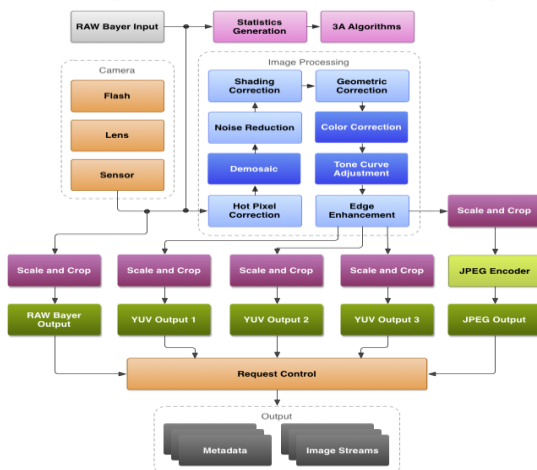 RAW Bayer Input
Statistics
Generation
3A Algorithms
Camera
Flash
Lens
Sensor
Image Processing
Shading
Correction
Geometric
Correction
Noise Reduction
Color Correction
Demosaic
Tone Curve
Adjustment
Hot Pixel
Correction
Edge
Enhancement
Scale and Crop
Scale and Crop
Scale and Crop
Scale and Crop
Scale and Crop
JPEG Encoder
RAW Bayer
Output
YUV Output 1
YUV Output 2
YUV Output 3
JPEG Output
Request Control
Output
Metadata
Image Streams